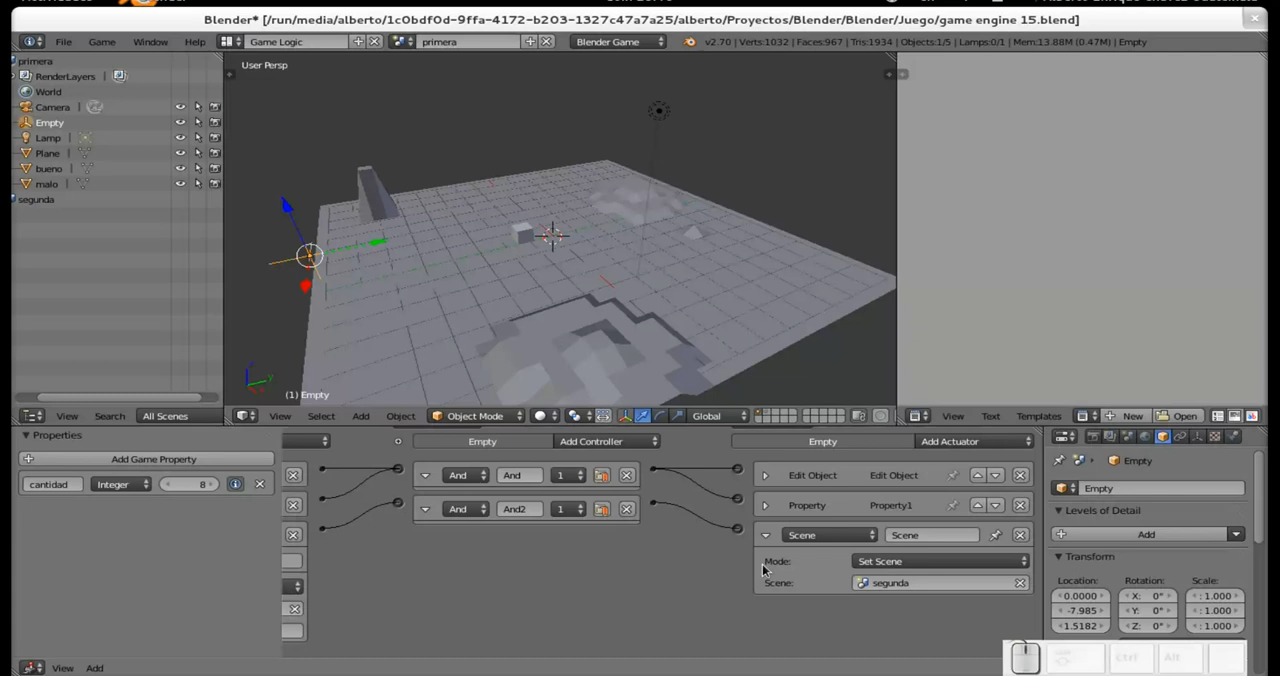 Blender* [/run/media/alberto/1c0bdf0d-9ffa-4172-b203-1327c47a7a25/alberto/Proyectos/Blender/Blender/Juego/game engine 15.blend]
File Game Window Help Game Logic primera Blender Game v2.70 | Verts:1032 | Faces:967 | Tris:1934 | Objects:1/5 | Lamps:0/1 | Mem:13.88M (0.47M) | Empty
primera
RenderLayers |
World
Camera |
Empty
Lamp |
Plane |
bueno |
malo |
segunda
User Persp
(1) Empty
View Search All Scenes
View Select Add Object Object Mode Global
View Text Templates New Open
Properties
Add Game Property
cantidad Integer 8
Empty Add Controller
And And 1
And And2 1
Empty Add Actuator
Edit Object Edit Object
Property Property1
Scene Scene
Mode: Set Scene
Scene: segunda
Empty
Empty
Levels of Detail
Add
Transform
Location: Rotation: Scale:
0.0000 X: 0° : 1.000
-7.985 Y: 0° : 1.000
1.5182 Z: 0° : 1.000
View Add
Ctrl Alt